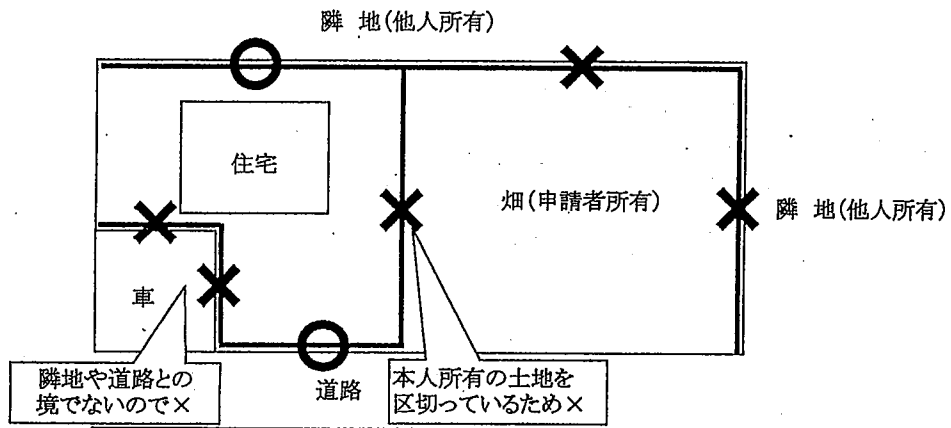 隣 地(他人所有)
住宅
畑(申請者所有)
隣 地(他人所有)
車
隣地や道路との
境でないので×
道路
本人所有の土地を
区切っているため×